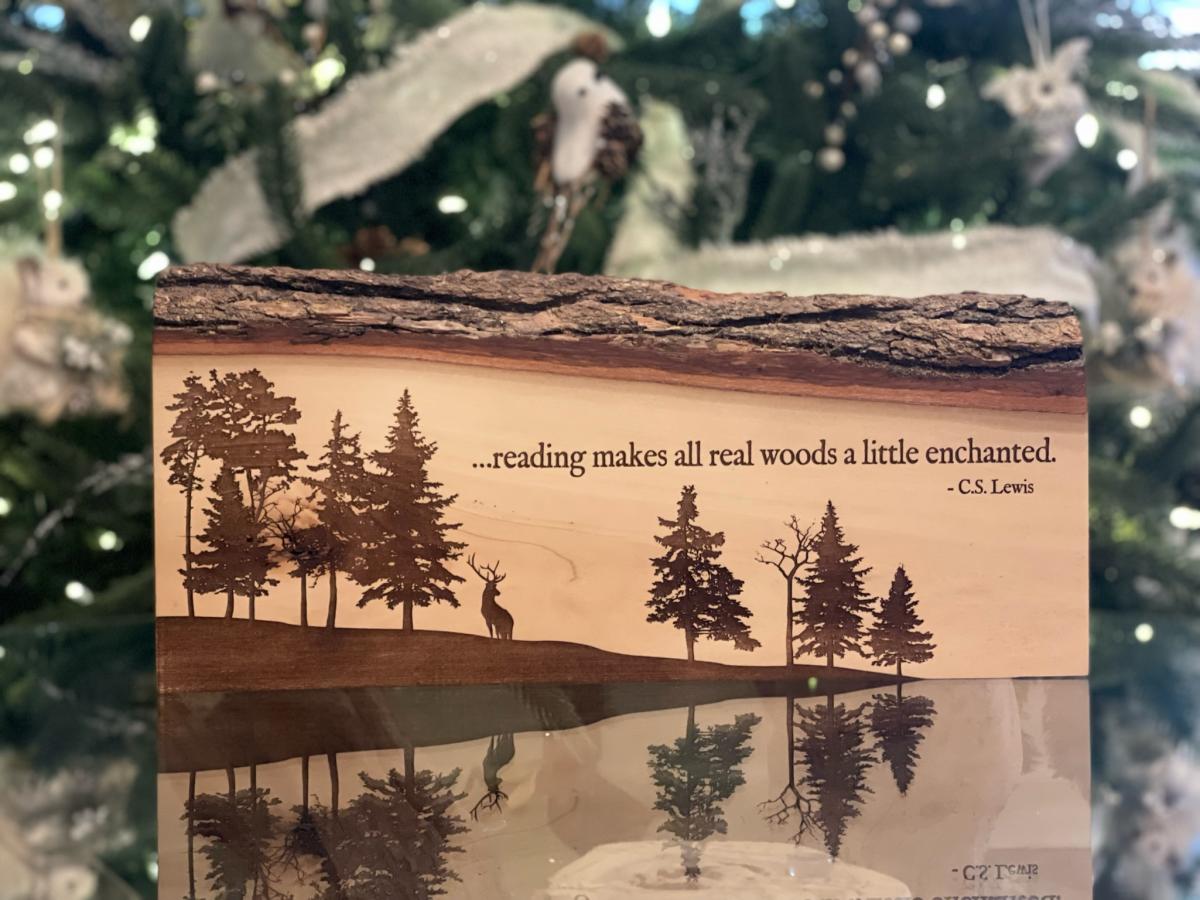 ...reading makes all real woods a little enchanted.
- C.S. Lewis